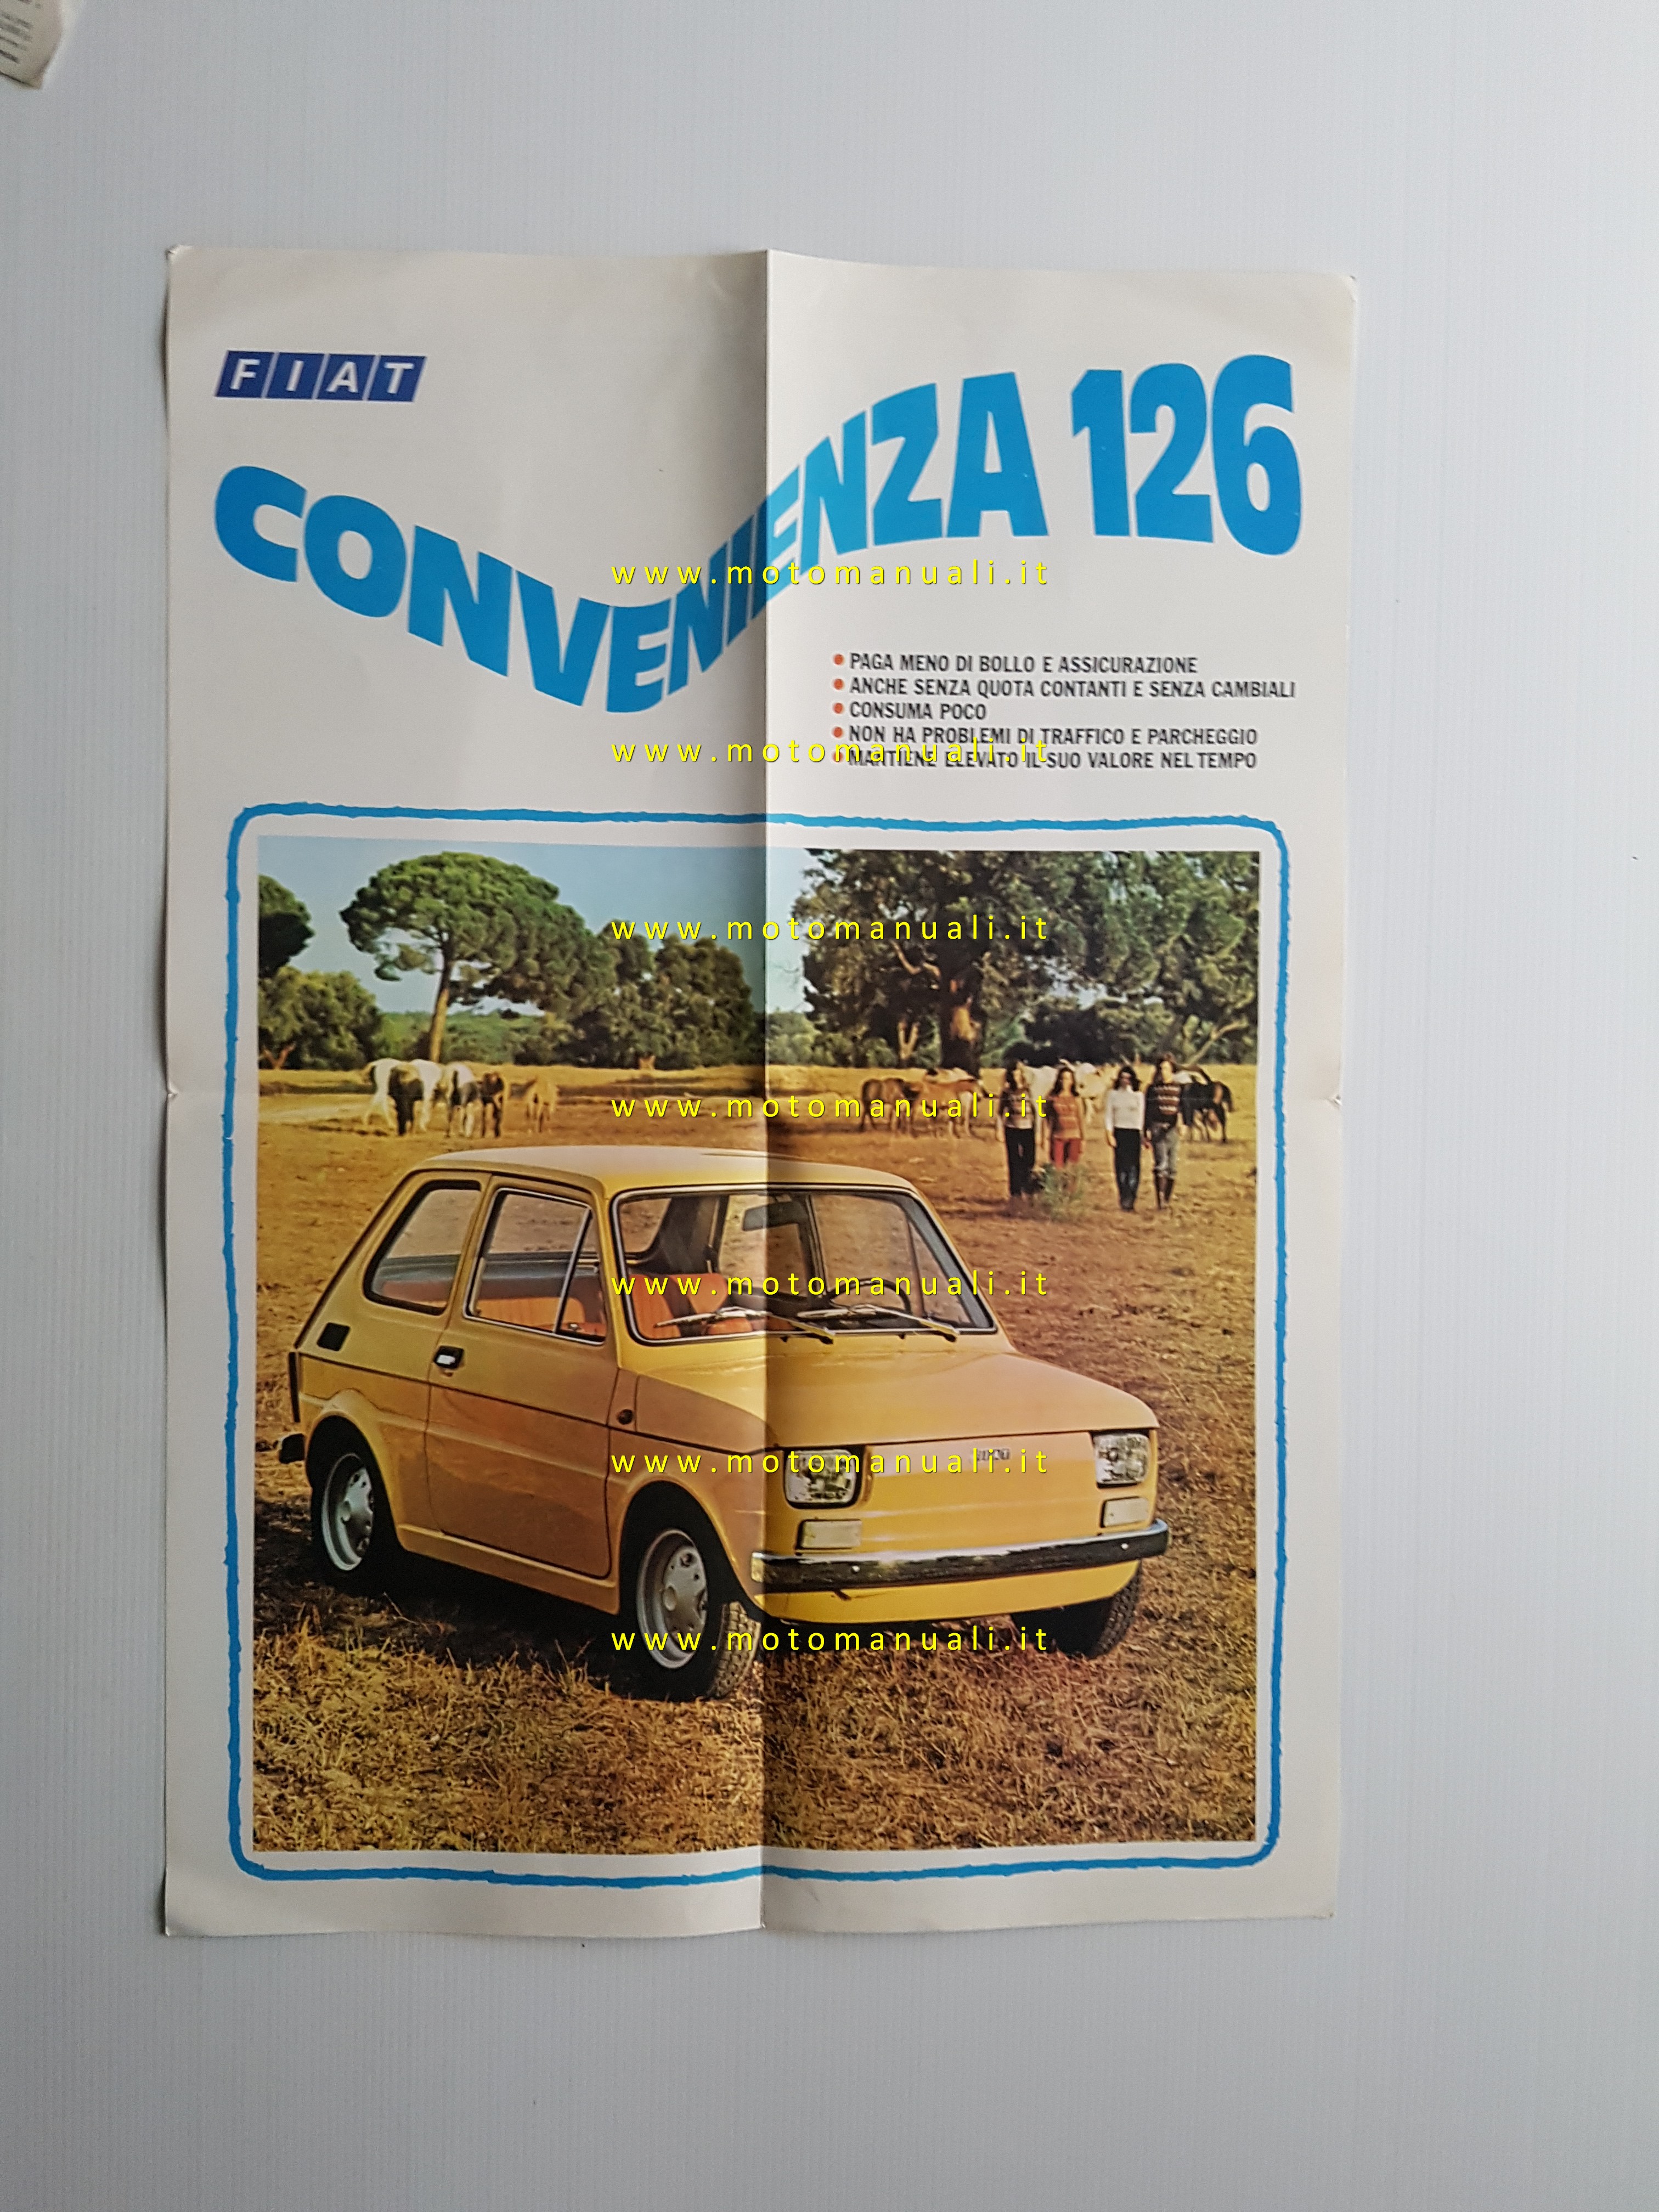 FIAT
CONVENIENZA 126
www.motomanuali.it
PAGA MENO DI BOLLO E ASSICURAZIONE
ANCHE SENZA QUOTA CONTANTI E SENZA CAMBIALI
CONSUMA POCO
NON HA PROBLEMI DI TRAFFICO E PARCHEGGIO
www.motomanuali.it
MANTIENE ELEVATO IL SUO VALORE NEL TEMPO
www.motomanuali.it
www.motomanuali.it
www.motomanuali.it
www.motomanuali.it
www.motomanuali.it